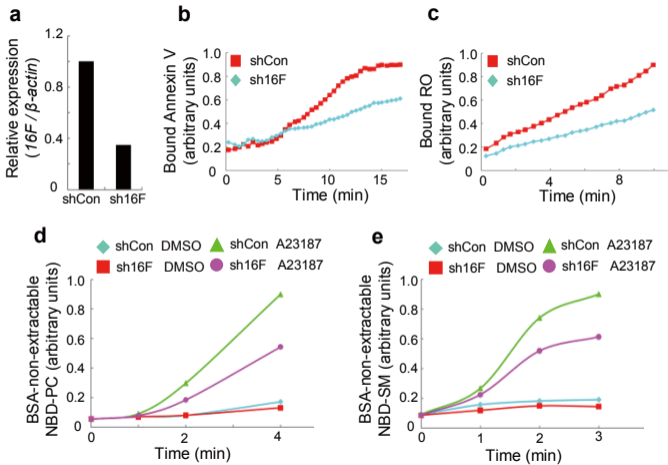 a
Relative expression
(16F / β-actin)
1.2
0.8
0.4
0
shCon sh16F
b
Bound Annexin V
(arbitrary units)
shCon
sh16F
1.0
0.8
0.6
0.4
0.2
0 5 10 15
Time (min)
c
Bound RO
(arbitrary units)
shCon
sh16F
1.0
0.8
0.6
0.4
0.2
0 4 8
Time (min)
d
shCon DMSO shCon A23187
sh16F DMSO sh16F A23187
BSA-non-extractable
NBD-PC (arbitrary units)
1.0
0.8
0.6
0.4
0.2
0 1 2 3 4
Time (min)
e
shCon DMSO shCon A23187
sh16F DMSO sh16F A23187
BSA-non-extractable
NBD-SM (arbitrary units)
1.0
0.8
0.6
0.4
0.2
0 1 2 3
Time (min)